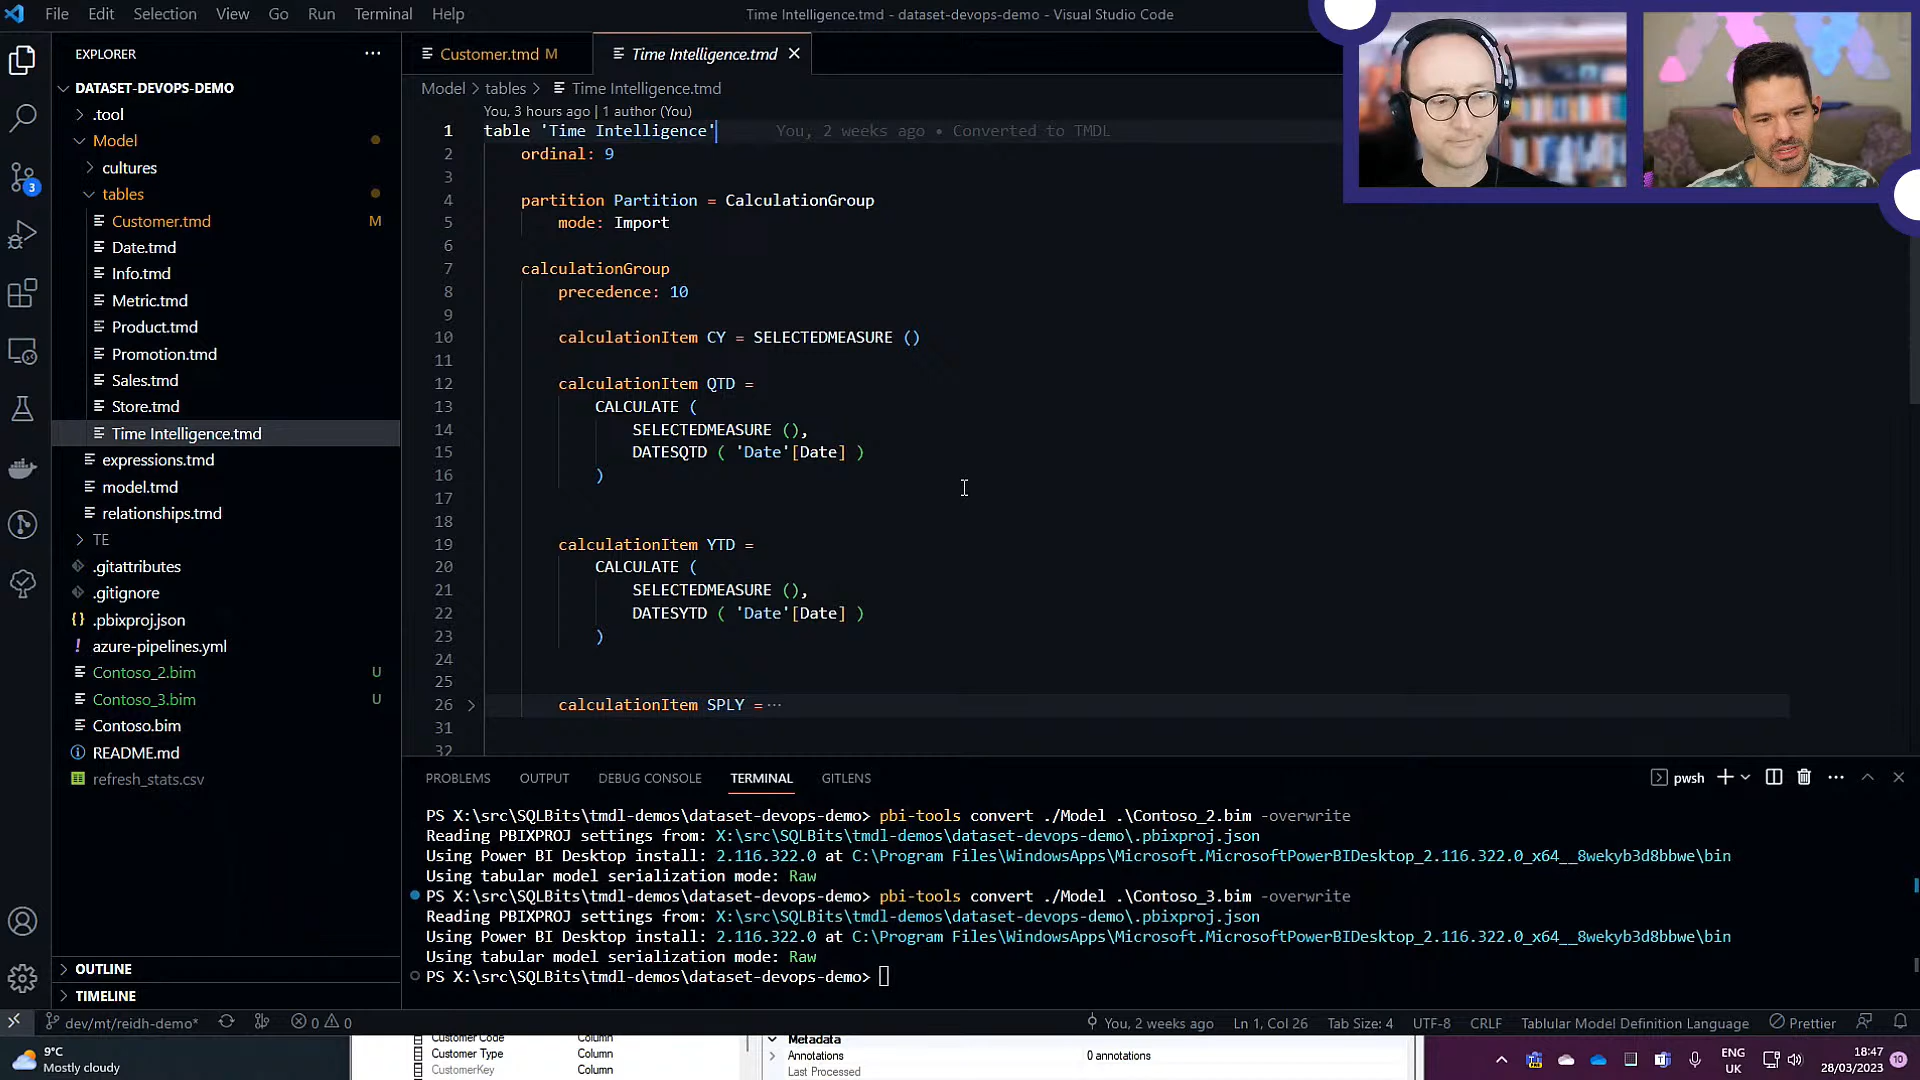 File Edit Selection View Go Run Terminal Help
Time Intelligence.tmd - dataset-devops-demo - Visual Studio Code
EXPLORER
DATASET-DEVOPS-DEMO
.tool
Model
cultures
tables
Customer.tmd M
Date.tmd
Info.tmd
Metric.tmd
Product.tmd
Promotion.tmd
Sales.tmd
Store.tmd
Time Intelligence.tmd
expressions.tmd
model.tmd
relationships.tmd
TE
.gitattributes
.gitignore
.pbixproj.json
azure-pipelines.yml
Contoso_2.bim U
Contoso_3.bim U
Contoso.bim
README.md
refresh_stats.csv
OUTLINE
TIMELINE
3
Customer.tmd M
Time Intelligence.tmd
Model > tables > Time Intelligence.tmd
You, 3 hours ago | 1 author (You)
1 table 'Time Intelligence' You, 2 weeks ago • Converted to TMDL
2 ordinal: 9
3
4 partition Partition = CalculationGroup
5 mode: Import
6
7 calculationGroup
8 precedence: 10
9
10 calculationItem CY = SELECTEDMEASURE ()
11
12 calculationItem QTD =
13 CALCULATE (
14 SELECTEDMEASURE (),
15 DATESQTD ( 'Date'[Date] )
16 )
17
18
19 calculationItem YTD =
20 CALCULATE (
21 SELECTEDMEASURE (),
22 DATESYTD ( 'Date'[Date] )
23 )
24
25
26 calculationItem SPLY =···
31
32
PROBLEMS OUTPUT DEBUG CONSOLE TERMINAL GITLENS
pwsh
PS X:\src\SQLBits\tmdl-demos\dataset-devops-demo> pbi-tools convert ./Model .\Contoso_2.bim -overwrite
Reading PBIXPROJ settings from: X:\src\SQLBits\tmdl-demos\dataset-devops-demo\.pbixproj.json
Using Power BI Desktop install: 2.116.322.0 at C:\Program Files\WindowsApps\Microsoft.MicrosoftPowerBIDesktop_2.116.322.0_x64__8wekyb3d8bbwe\bin
Using tabular model serialization mode: Raw
PS X:\src\SQLBits\tmdl-demos\dataset-devops-demo> pbi-tools convert ./Model .\Contoso_3.bim -overwrite
Reading PBIXPROJ settings from: X:\src\SQLBits\tmdl-demos\dataset-devops-demo\.pbixproj.json
Using Power BI Desktop install: 2.116.322.0 at C:\Program Files\WindowsApps\Microsoft.MicrosoftPowerBIDesktop_2.116.322.0_x64__8wekyb3d8bbwe\bin
Using tabular model serialization mode: Raw
PS X:\src\SQLBits\tmdl-demos\dataset-devops-demo>
dev/mt/reidh-demo* 0 0 You, 2 weeks ago Ln 1, Col 26 Tab Size: 4 UTF-8 CRLF Tablular Model Definition Language Prettier
Customer Code Column
Customer Type Column
CustomerKey Column
Metadata
Annotations 0 annotations
Last Processed
9°C
Mostly cloudy
ENG
UK
18:47
28/03/2023
10